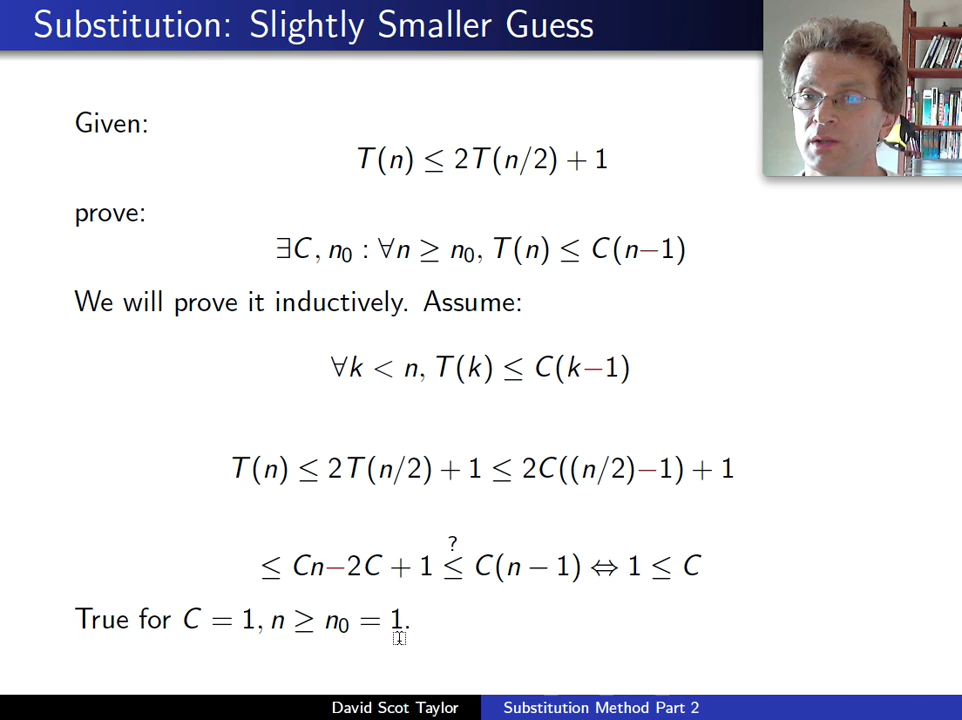 Substitution: Slightly Smaller Guess
Given:
T(n) ≤ 2T(n/2) + 1
prove:
∃C, n₀ : ∀n ≥ n₀, T(n) ≤ C(n−1)
We will prove it inductively. Assume:
∀k < n, T(k) ≤ C(k−1)
T(n) ≤ 2T(n/2) + 1 ≤ 2C((n/2)−1) + 1
≤ Cn−2C + 1 ≤? C(n − 1) ⇔ 1 ≤ C
True for C = 1, n ≥ n₀ = 1.
David Scot Taylor
Substitution Method Part 2